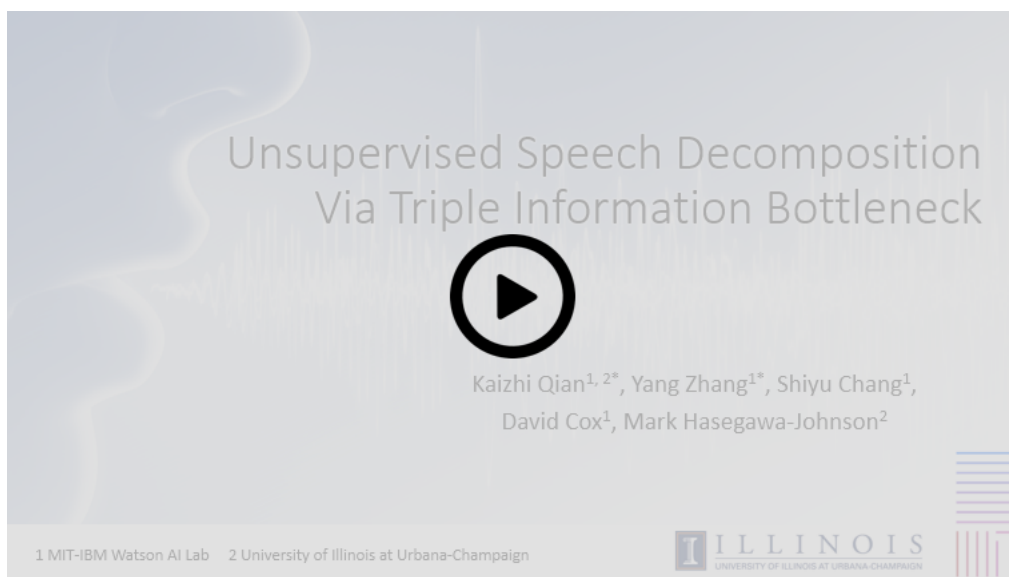 Unsupervised Speech Decomposition
Via Triple Information Bottleneck
Kaizhi Qian1, 2*, Yang Zhang1*, Shiyu Chang1,
David Cox1, Mark Hasegawa-Johnson2
1 MIT-IBM Watson AI Lab 2 University of Illinois at Urbana-Champaign
I ILLINOIS
UNIVERSITY OF ILLINOIS AT URBANA-CHAMPAIGN